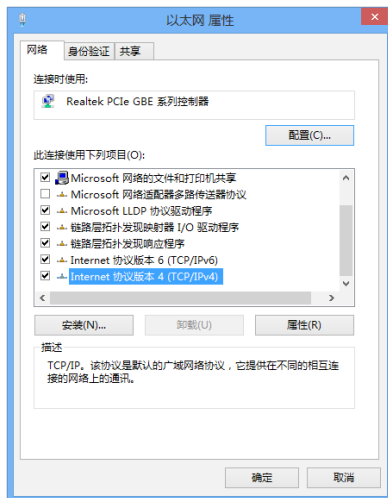 以太网 属性
网络 身份验证 共享
连接时使用:
Realtek PCIe GBE 系列控制器
配置(C)...
此连接使用下列项目(O):
Microsoft 网络的文件和打印机共享
Microsoft 网络适配器多路传送器协议
Microsoft LLDP 协议驱动程序
链路层拓扑发现映射器 I/O 驱动程序
链路层拓扑发现响应程序
Internet 协议版本 6 (TCP/IPv6)
Internet 协议版本 4 (TCP/IPv4)
安装(N)... 卸载(U) 属性(R)
描述
TCP/IP。该协议是默认的广域网络协议，它提供在不同的相互连
接的网络上的通讯。
确定 取消